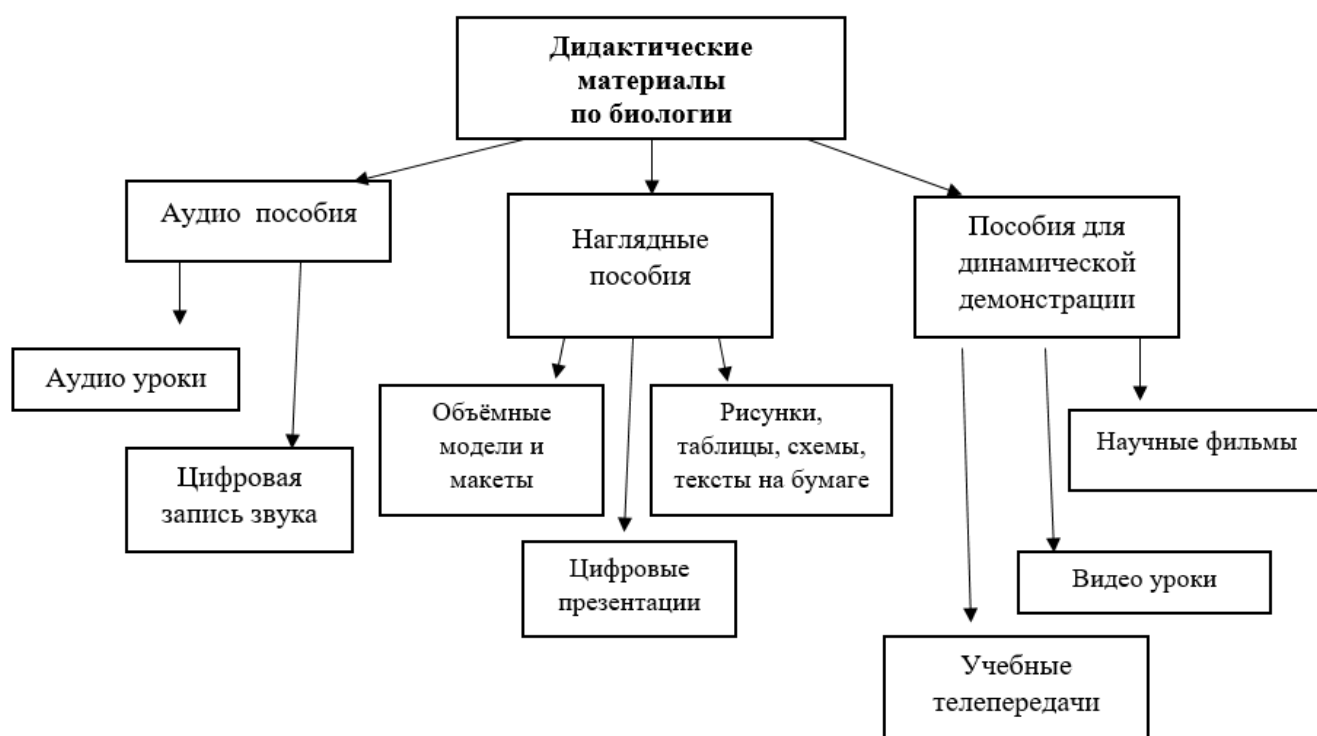 Дидактические
материалы
по биологии
Аудио пособия
Наглядные
пособия
Пособия для
динамической
демонстрации
Аудио уроки
Цифровая
запись звука
Объёмные
модели и
макеты
Цифровые
презентации
Рисунки,
таблицы, схемы,
тексты на бумаге
Научные фильмы
Видео уроки
Учебные
телепередачи